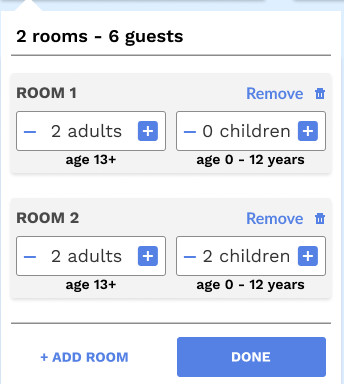 2 rooms - 6 guests
ROOM 1 Remove
– 2 adults + – 0 children +
age 13+ age 0 - 12 years
ROOM 2 Remove
– 2 adults + – 2 children +
age 13+ age 0 - 12 years
+ ADD ROOM DONE